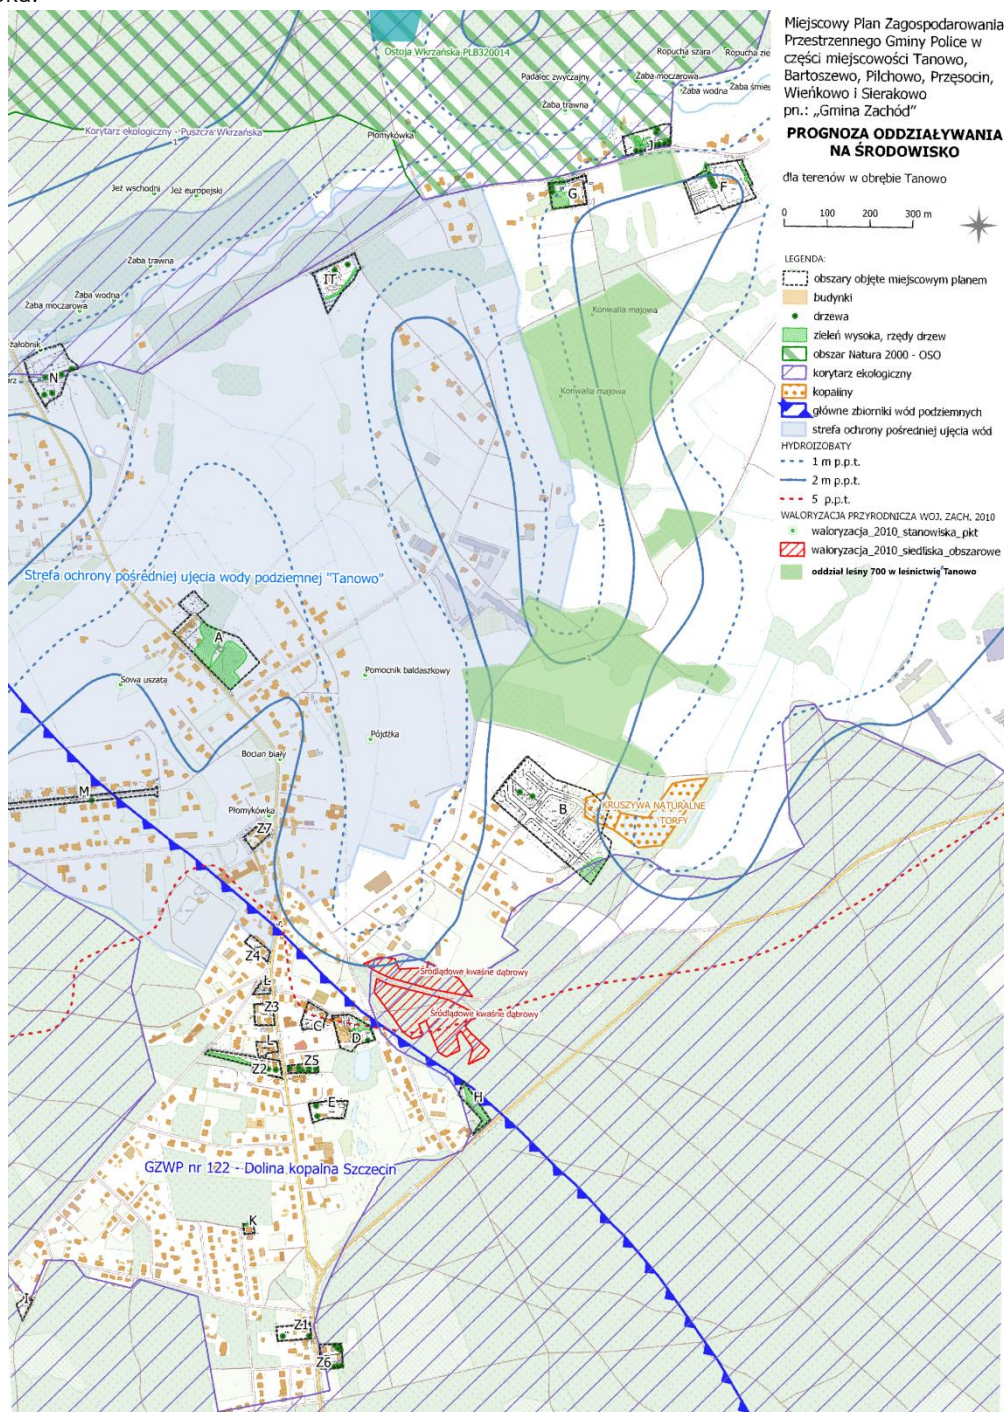 Miejscowy Plan Zagospodarowania
Przestrzennego Gminy Police w
części miejscowości Tanowo,
Bartoszewo, Pilchowo, Przęsocin,
Wieńkowo i Sierakowo
pn.: „Gmina Zachód"
PROGNOZA ODDZIAŁYWANIA
NA ŚRODOWISKO
dla terenów w obrębie Tanowo
0 100 200 300 m
LEGENDA:
obszary objęte miejscowym planem
budynki
drzewa
zieleń wysoka, rzędy drzew
obszar Natura 2000 - OSO
korytarz ekologiczny
kopaliny
główne zbiorniki wód podziemnych
strefa ochrony pośredniej ujęcia wód
HYDROIZOBATY
1 m p.p.t.
2 m p.p.t.
5 p.p.t.
WALORYZACJA PRZYRODNICZA WOJ. ZACH. 2010
waloryzacja_2010_stanowiska_pkt
waloryzacja_2010_siedliska_obszarowe
oddział leśny 700 w leśnictwie Tanowo
Ostoja Wkrzańska PLB320014
Ropucha szara
Ropucha zie
Padalec zwyczajny
Żaba moczarowa
Żaba wodna
Żaba śmies
Żaba trawna
Korytarz ekologiczny - Puszcza Wkrzańska
Płomykówka
J
F
G
Jeż wschodni
Jeż europejski
Żaba trawna
IT
Żaba wodna
Żaba moczarowa
Konwalia majowa
N
Konwalia majowa
Strefa ochrony pośredniej ujęcia wody podziemnej "Tanowo"
A
Sowa uszata
Pomocnik baldaszkowy
Pójdźka
Bocian biały
M
Płomykówka
Z7
B
KRUSZYWA NATURALNE
TORFY
Z4
Ł
Z3
C
D
L
Z2
Z5
E
H
Śródlądowe kwaśne dąbrowy
Śródlądowe kwaśne dąbrowy
GZWP nr 122 - Dolina kopalna Szczecin
K
I
Z1
Z6